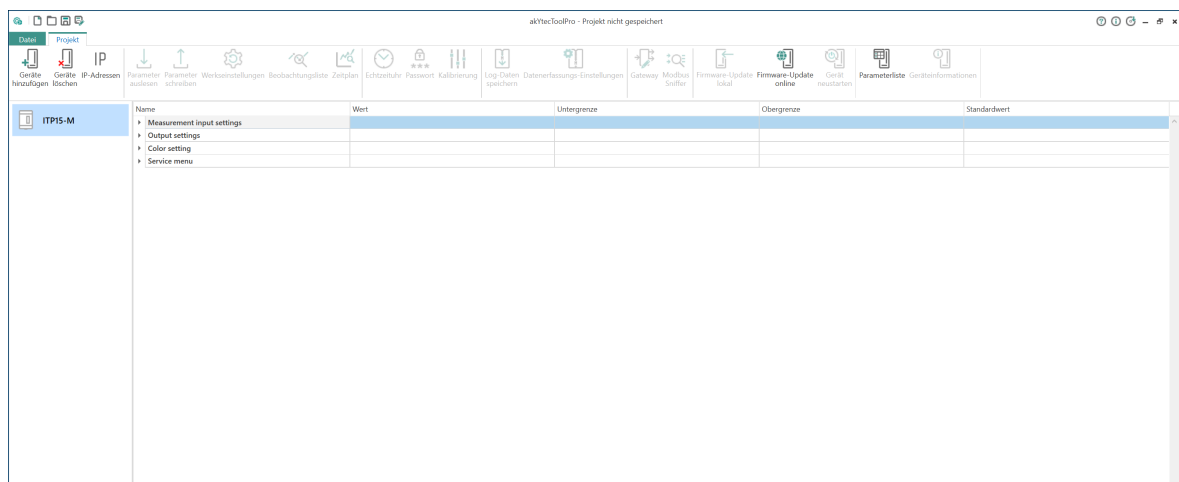 akYtecToolPro - Projekt nicht gespeichert
Datei Projekt
Geräte hinzufügen
Geräte löschen
IP
IP-Adressen
Parameter auslesen
Parameter schreiben
Werkseinstellungen
Beobachtungsliste
Zeitplan
Echtzeituhr
Passwort
Kalibrierung
Log-Daten speichern
Datenerfassungs-Einstellungen
Gateway
Modbus Sniffer
Firmware-Update lokal
Firmware-Update online
Gerät neustarten
Parameterliste
Geräteinformationen
ITP15-M
Name Wert Untergrenze Obergrenze Standardwert
Measurement input settings
Output settings
Color setting
Service menu